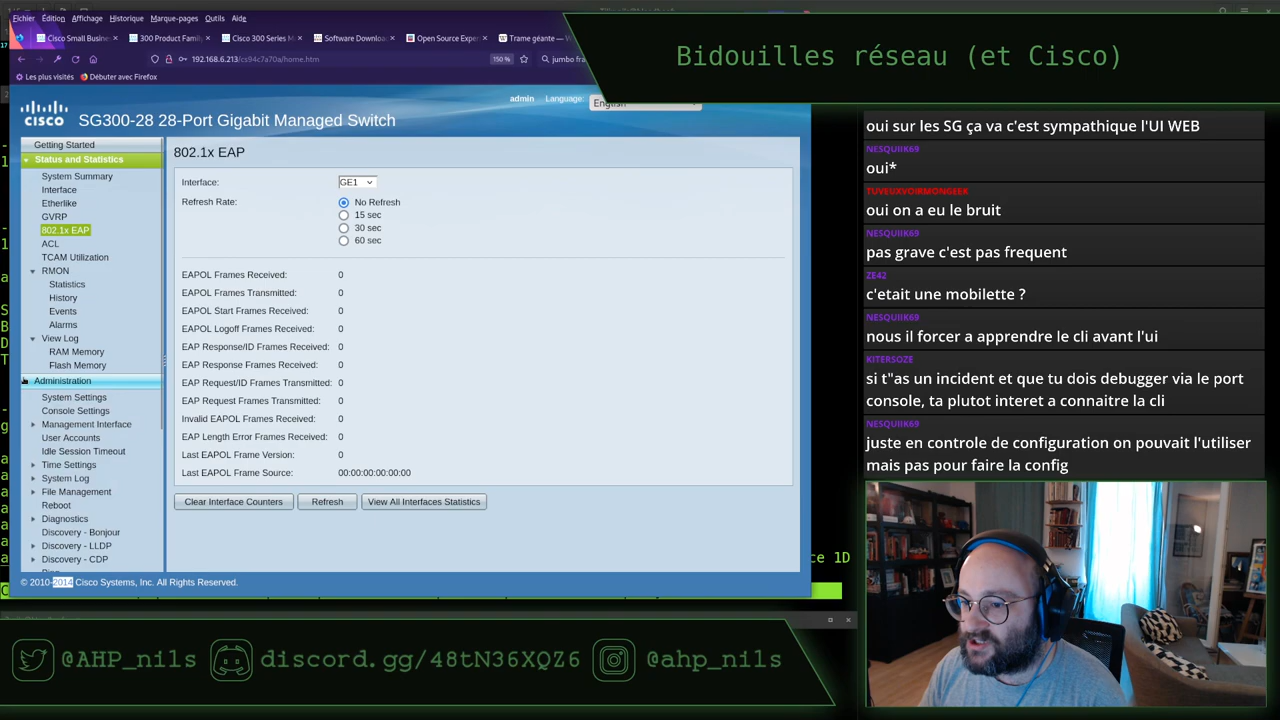 Fichier Édition Affichage Historique Marque-pages Outils Aide
Cisco Small Busine
300 Product Famil
Cisco 300 Series M
Software Downloa
Open Source Expe
Trame géante —
192.168.6.213/cs94c7a70a/home.htm
150 %
jumbo fra
Les plus visités Débuter avec Firefox
Bidouilles réseau (et Cisco)
admin Language: English
CISCO SG300-28 28-Port Gigabit Managed Switch
Getting Started
Status and Statistics
System Summary
Interface
Etherlike
GVRP
802.1x EAP
ACL
TCAM Utilization
RMON
Statistics
History
Events
Alarms
View Log
RAM Memory
Flash Memory
Administration
System Settings
Console Settings
Management Interface
User Accounts
Idle Session Timeout
Time Settings
System Log
File Management
Reboot
Diagnostics
Discovery - Bonjour
Discovery - LLDP
Discovery - CDP
802.1x EAP
Interface: GE1
Refresh Rate: No Refresh
15 sec
30 sec
60 sec
EAPOL Frames Received: 0
EAPOL Frames Transmitted: 0
EAPOL Start Frames Received: 0
EAPOL Logoff Frames Received: 0
EAP Response/ID Frames Received: 0
EAP Response Frames Received: 0
EAP Request/ID Frames Transmitted: 0
EAP Request Frames Transmitted: 0
Invalid EAPOL Frames Received: 0
EAP Length Error Frames Received: 0
Last EAPOL Frame Version: 0
Last EAPOL Frame Source: 00:00:00:00:00:00
Clear Interface Counters Refresh View All Interfaces Statistics
© 2010-2014 Cisco Systems, Inc. All Rights Reserved.
ce 1D
oui sur les SG ça va c'est sympathique l'UI WEB
NESQUIIK69
oui*
TUVEUXVOIRMONGEEK
oui on a eu le bruit
NESQUIIK69
pas grave c'est pas frequent
ZE42
c'etait une mobilette ?
NESQUIIK69
nous il forcer a apprendre le cli avant l'ui
KITERSOZE
si t"as un incident et que tu dois debugger via le port
console, ta plutot interet a connaitre la cli
NESQUIIK69
juste en controle de configuration on pouvait l'utiliser
mais pas pour faire la config
@AHP_nils discord.gg/48tN36XQZ6 @ahp_nils